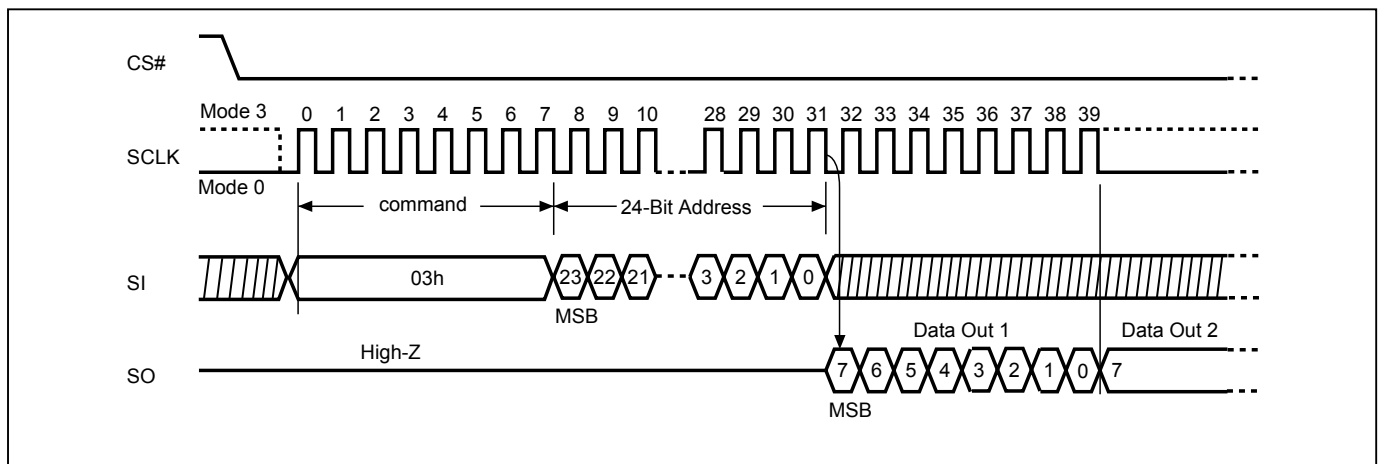 CS#
Mode 3
0 1 2 3 4 5 6 7 8 9 10 28 29 30 31 32 33 34 35 36 37 38 39
SCLK
Mode 0
command
24-Bit Address
SI
03h
23 22 21 3 2 1 0
MSB
Data Out 1
Data Out 2
High-Z
SO
7 6 5 4 3 2 1 0 7
MSB